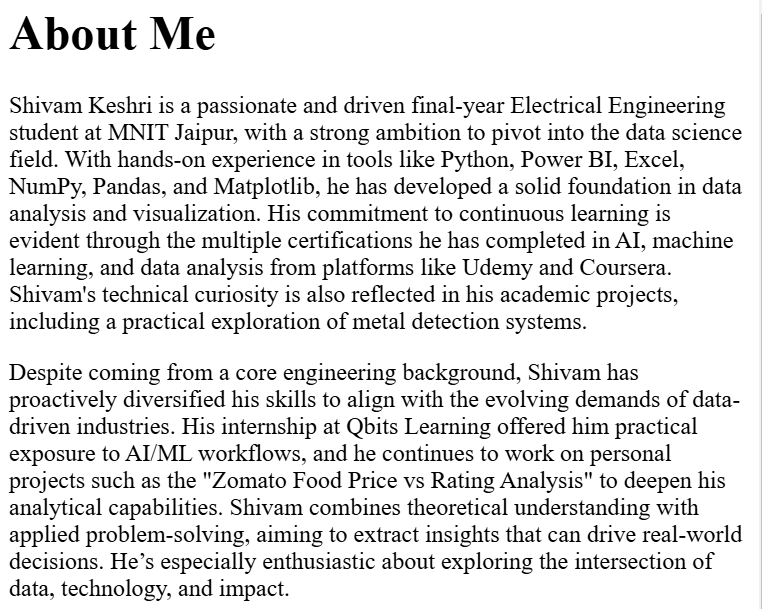 About Me
Shivam Keshri is a passionate and driven final-year Electrical Engineering
student at MNIT Jaipur, with a strong ambition to pivot into the data science
field. With hands-on experience in tools like Python, Power BI, Excel,
NumPy, Pandas, and Matplotlib, he has developed a solid foundation in data
analysis and visualization. His commitment to continuous learning is
evident through the multiple certifications he has completed in AI, machine
learning, and data analysis from platforms like Udemy and Coursera.
Shivam's technical curiosity is also reflected in his academic projects,
including a practical exploration of metal detection systems.
Despite coming from a core engineering background, Shivam has
proactively diversified his skills to align with the evolving demands of data-
driven industries. His internship at Qbits Learning offered him practical
exposure to AI/ML workflows, and he continues to work on personal
projects such as the "Zomato Food Price vs Rating Analysis" to deepen his
analytical capabilities. Shivam combines theoretical understanding with
applied problem-solving, aiming to extract insights that can drive real-world
decisions. He’s especially enthusiastic about exploring the intersection of
data, technology, and impact.